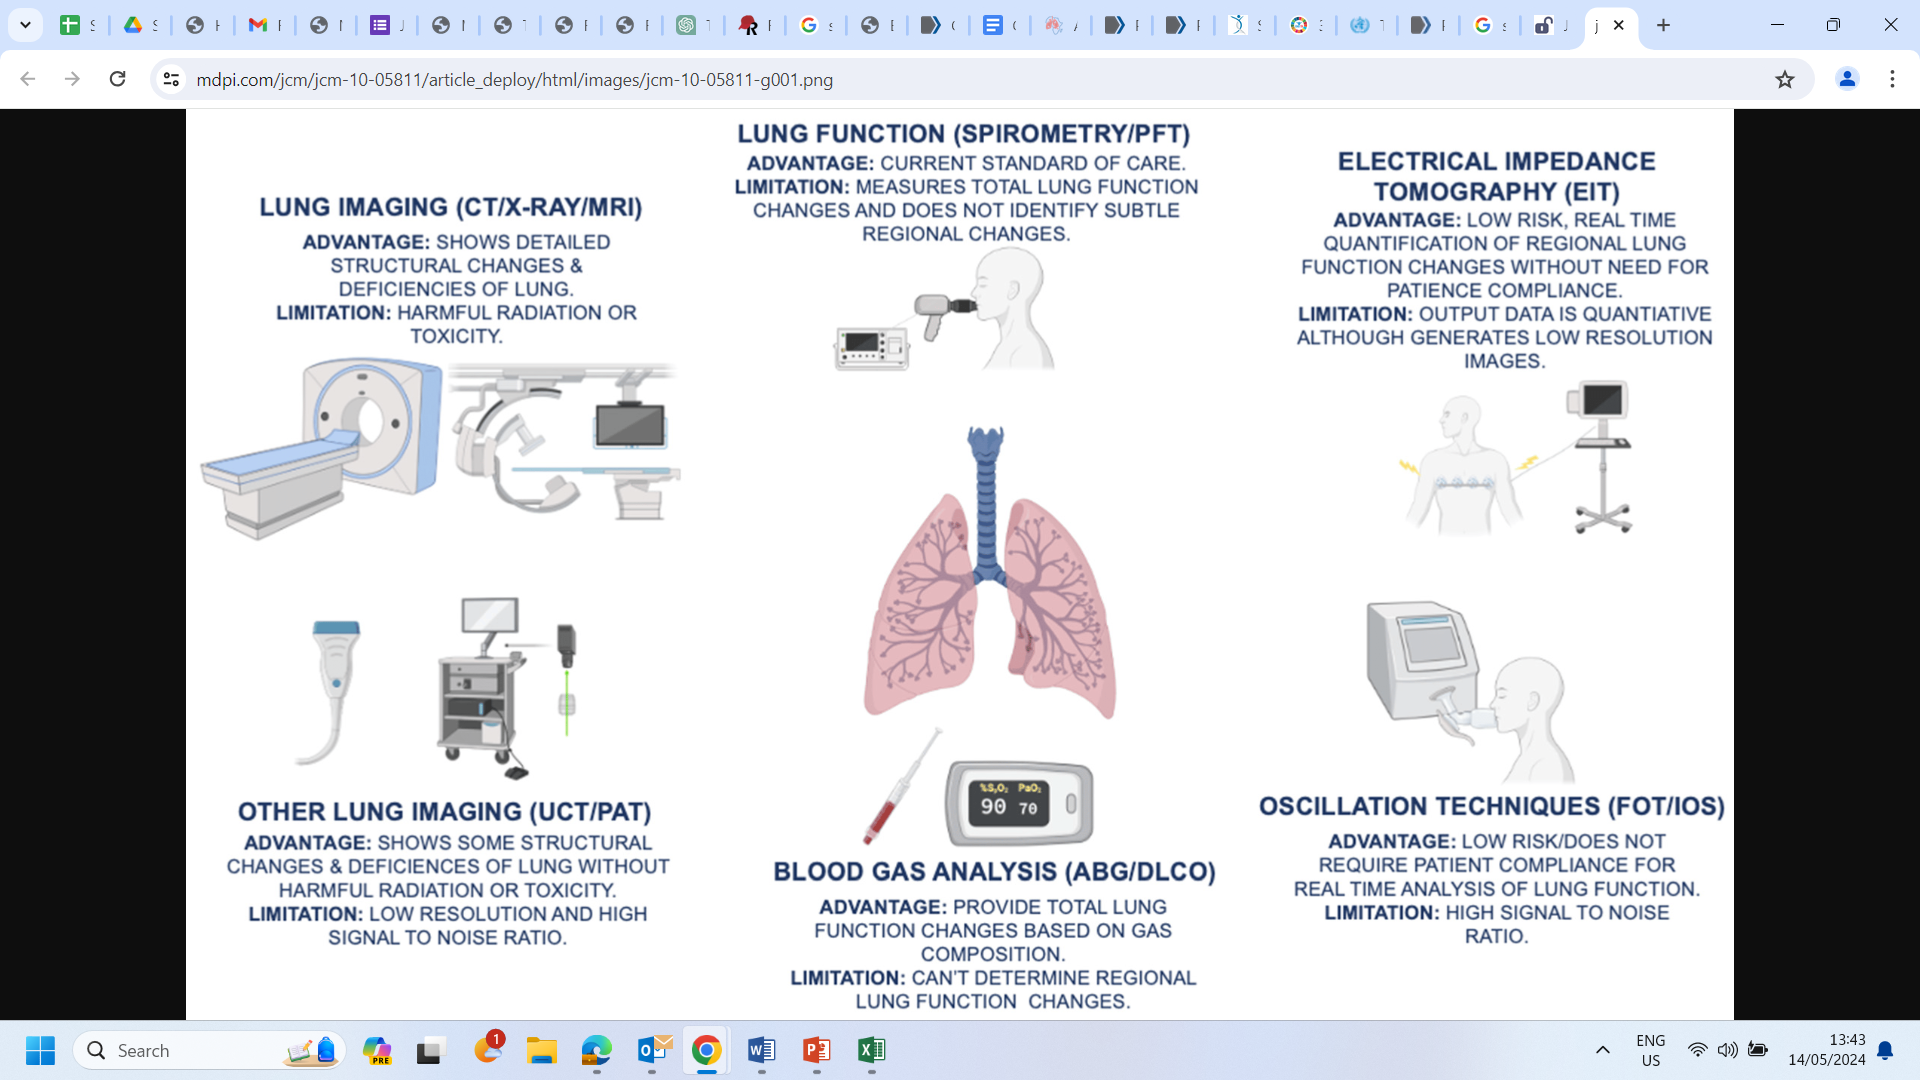 mdpi.com/jcm/jcm-10-05811/article_deploy/html/images/jcm-10-05811-g001.png
LUNG IMAGING (CT/X-RAY/MRI)
ADVANTAGE: SHOWS DETAILED
STRUCTURAL CHANGES &
DEFICIENCIES OF LUNG.
LIMITATION: HARMFUL RADIATION OR
TOXICITY.
LUNG FUNCTION (SPIROMETRY/PFT)
ADVANTAGE: CURRENT STANDARD OF CARE.
LIMITATION: MEASURES TOTAL LUNG FUNCTION
CHANGES AND DOES NOT IDENTIFY SUBTLE
REGIONAL CHANGES.
ELECTRICAL IMPEDANCE
TOMOGRAPHY (EIT)
ADVANTAGE: LOW RISK, REAL TIME
QUANTIFICATION OF REGIONAL LUNG
FUNCTION CHANGES WITHOUT NEED FOR
PATIENCE COMPLIANCE.
LIMITATION: OUTPUT DATA IS QUANTIATIVE
ALTHOUGH GENERATES LOW RESOLUTION
IMAGES.
OTHER LUNG IMAGING (UCT/PAT)
ADVANTAGE: SHOWS SOME STRUCTURAL
CHANGES & DEFICIENCES OF LUNG WITHOUT
HARMFUL RADIATION OR TOXICITY.
LIMITATION: LOW RESOLUTION AND HIGH
SIGNAL TO NOISE RATIO.
%SₚO₂ PaO₂
90 70
BLOOD GAS ANALYSIS (ABG/DLCO)
ADVANTAGE: PROVIDE TOTAL LUNG
FUNCTION CHANGES BASED ON GAS
COMPOSITION.
LIMITATION: CAN'T DETERMINE REGIONAL
LUNG FUNCTION CHANGES.
OSCILLATION TECHNIQUES (FOT/IOS)
ADVANTAGE: LOW RISK/DOES NOT
REQUIRE PATIENT COMPLIANCE FOR
REAL TIME ANALYSIS OF LUNG FUNCTION.
LIMITATION: HIGH SIGNAL TO NOISE
RATIO.
Search
PRE
1
ENG
US
13:43
14/05/2024